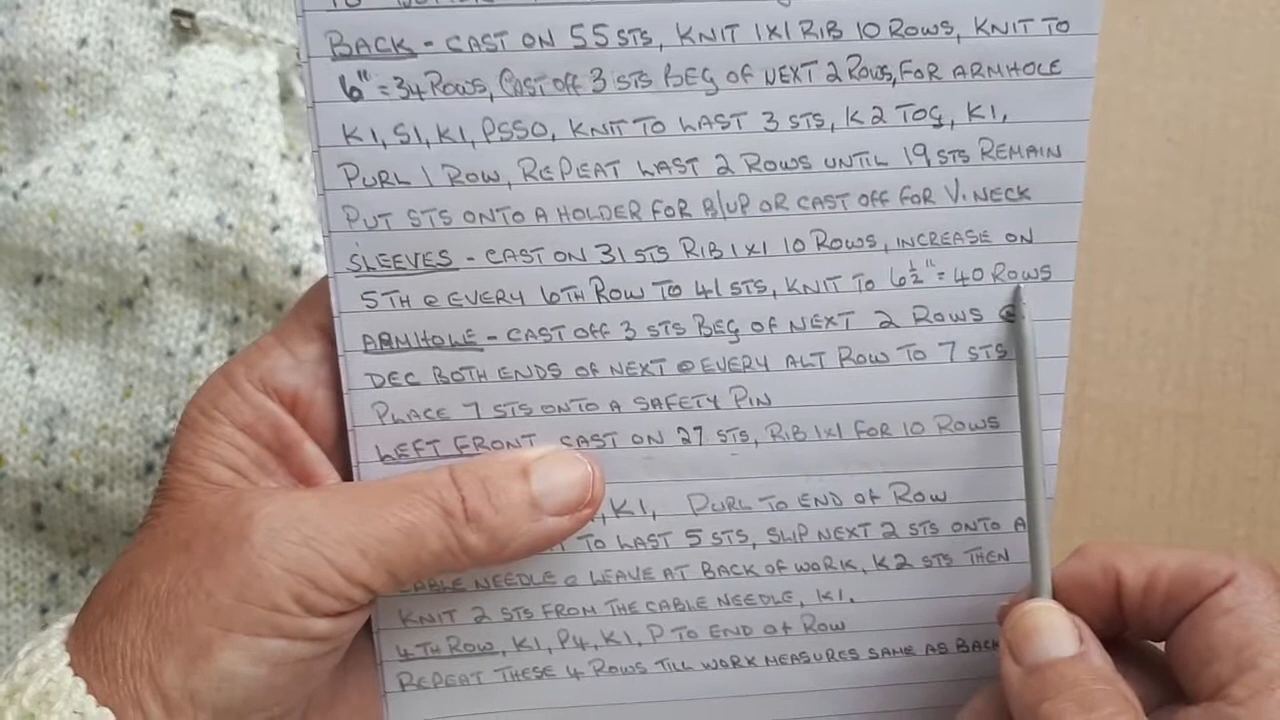 BACK - CAST ON 55 STS, KNIT 1X1 RIB 10 ROWS, KNIT TO
6" = 34 ROWS, CAST OFF 3 STS BEG OF NEXT 2 ROWS, FOR ARMHOLE
K1, S1, K1, PSSO, KNIT TO LAST 3 STS, K2 TOG, K1,
PURL 1 ROW, REPEAT LAST 2 ROWS UNTIL 19 STS REMAIN
PUT STS ONTO A HOLDER FOR B/UP OR CAST OFF FOR V. NECK
SLEEVES - CAST ON 31 STS RIB 1X1 10 ROWS, INCREASE ON
5TH @ EVERY 6TH ROW TO 41 STS, KNIT TO 6½" = 40 ROWS
ARMHOLE - CAST OFF 3 STS BEG OF NEXT 2 ROWS @
DEC BOTH ENDS OF NEXT @ EVERY ALT ROW TO 7 STS
PLACE 7 STS ONTO A SAFETY PIN
LEFT FRONT CAST ON 27 STS, RIB 1X1 FOR 10 ROWS
, K1, PURL TO END OF ROW
TO LAST 5 STS, SLIP NEXT 2 STS ONTO A
CABLE NEEDLE @ LEAVE AT BACK OF WORK, K2 STS THEN
KNIT 2 STS FROM THE CABLE NEEDLE, K1.
4TH ROW, K1, P4, K1, P TO END OF ROW
REPEAT THESE 4 ROWS TILL WORK MEASURES SAME AS BACK